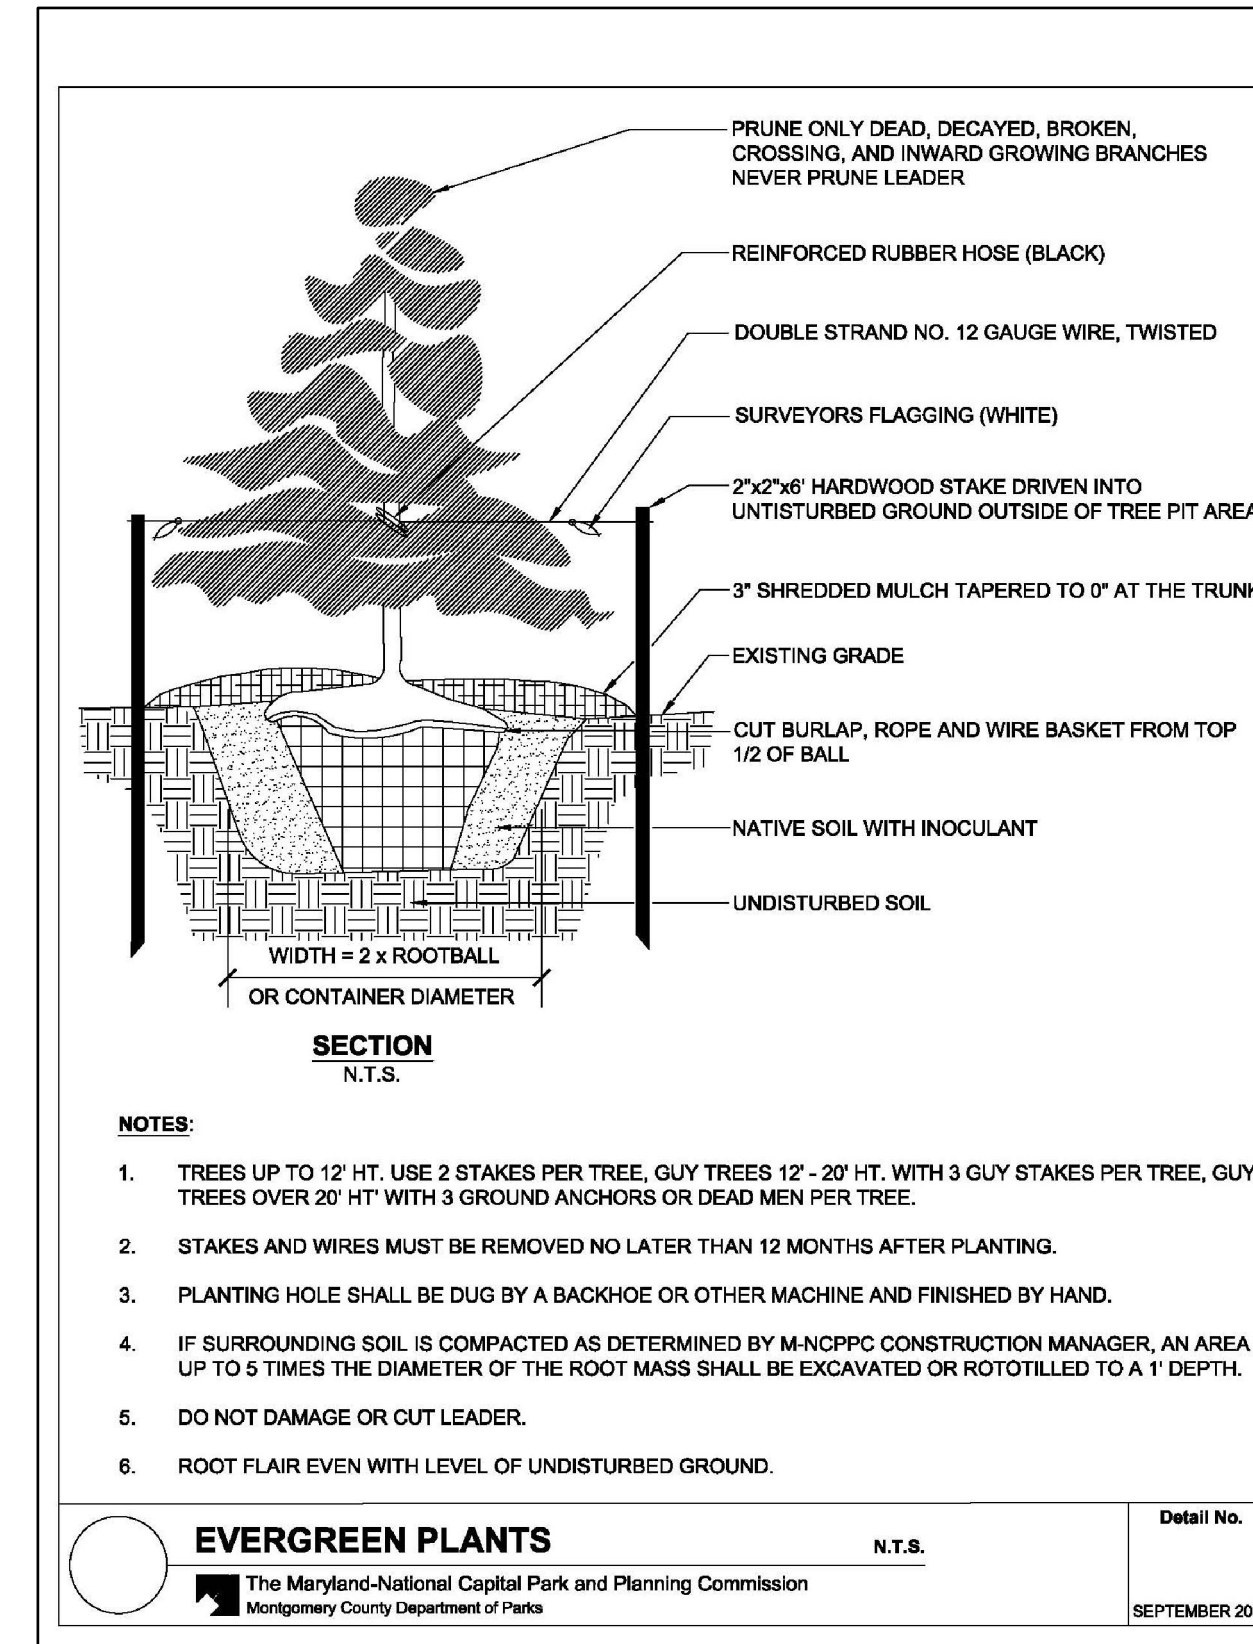 PRUNE ONLY DEAD, DECAYED, BROKEN,
CROSSING, AND INWARD GROWING BRANCHES
NEVER PRUNE LEADER
REINFORCED RUBBER HOSE (BLACK)
DOUBLE STRAND NO. 12 GAUGE WIRE, TWISTED
SURVEYORS FLAGGING (WHITE)
2"x2"x6' HARDWOOD STAKE DRIVEN INTO
UNTISTURBED GROUND OUTSIDE OF TREE PIT AREA
3" SHREDDED MULCH TAPERED TO 0" AT THE TRUNK
EXISTING GRADE
CUT BURLAP, ROPE AND WIRE BASKET FROM TOP
1/2 OF BALL
NATIVE SOIL WITH INOCULANT
UNDISTURBED SOIL
WIDTH = 2 x ROOTBALL
OR CONTAINER DIAMETER
SECTION
N.T.S.
NOTES:
1. TREES UP TO 12' HT. USE 2 STAKES PER TREE, GUY TREES 12' - 20' HT. WITH 3 GUY STAKES PER TREE, GUY
TREES OVER 20' HT' WITH 3 GROUND ANCHORS OR DEAD MEN PER TREE.
2. STAKES AND WIRES MUST BE REMOVED NO LATER THAN 12 MONTHS AFTER PLANTING.
3. PLANTING HOLE SHALL BE DUG BY A BACKHOE OR OTHER MACHINE AND FINISHED BY HAND.
4. IF SURROUNDING SOIL IS COMPACTED AS DETERMINED BY M-NCPPC CONSTRUCTION MANAGER, AN AREA
UP TO 5 TIMES THE DIAMETER OF THE ROOT MASS SHALL BE EXCAVATED OR ROTOTILLED TO A 1' DEPTH.
5. DO NOT DAMAGE OR CUT LEADER.
6. ROOT FLAIR EVEN WITH LEVEL OF UNDISTURBED GROUND.
EVERGREEN PLANTS
N.T.S.
Detail No.
The Maryland-National Capital Park and Planning Commission
Montgomery County Department of Parks
SEPTEMBER